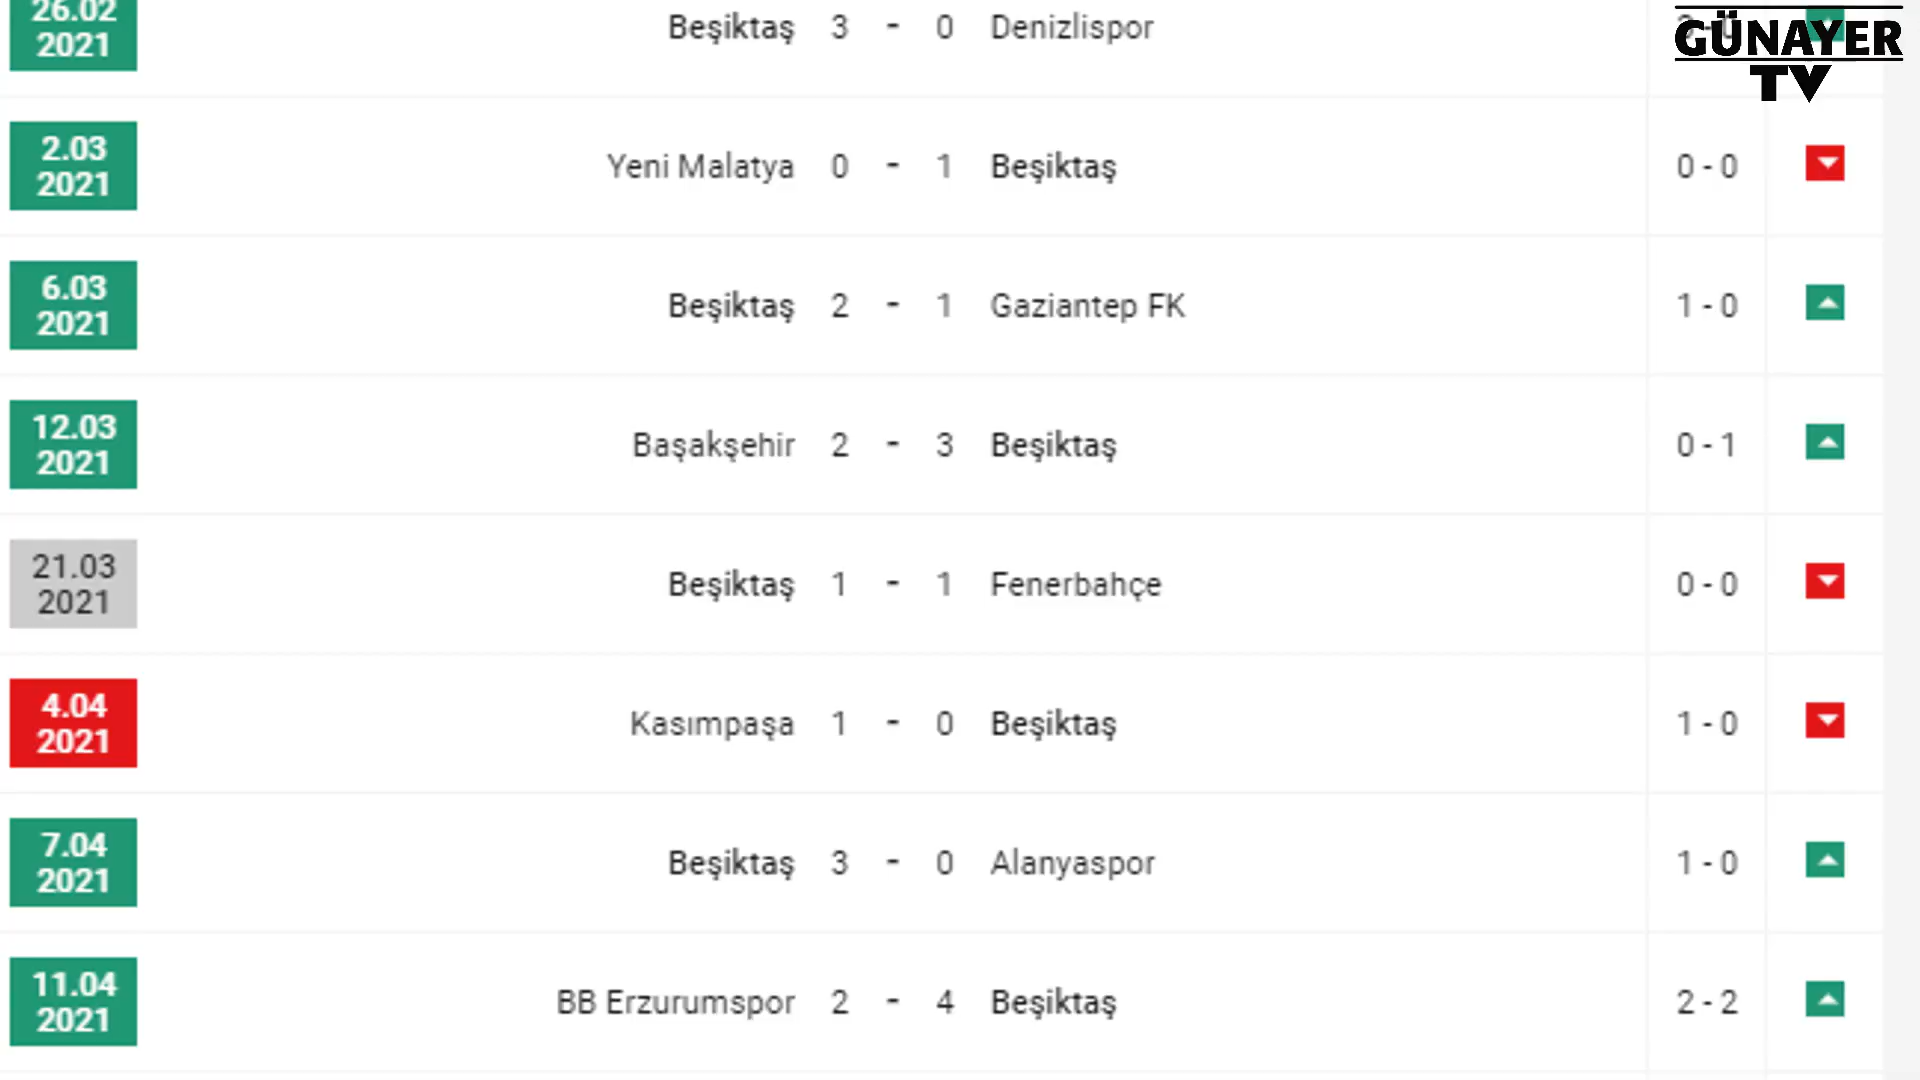 26.02
2021
Beşiktaş 3 - 0 Denizlispor
GÜNAYER
TV
2.03
2021
Yeni Malatya 0 - 1 Beşiktaş 0 - 0
6.03
2021
Beşiktaş 2 - 1 Gaziantep FK 1 - 0
12.03
2021
Başakşehir 2 - 3 Beşiktaş 0 - 1
21.03
2021
Beşiktaş 1 - 1 Fenerbahçe 0 - 0
4.04
2021
Kasımpaşa 1 - 0 Beşiktaş 1 - 0
7.04
2021
Beşiktaş 3 - 0 Alanyaspor 1 - 0
11.04
2021
BB Erzurumspor 2 - 4 Beşiktaş 2 - 2